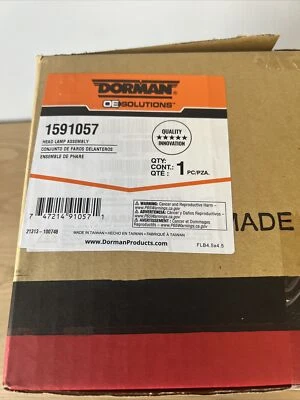 DORMAN
OE SOLUTIONS™
1591057
HEAD LAMP ASSEMBLY
CONJUNTO DE FAROS DELANTEROS
ENSEMBLE DE PHARE
QUALITY
★★★★★
INNOVATION
QTY:
CONT.: 1 PC/PZA.
QTÉ :
WARNING: Cancer and Reproductive Harm -
www.P65Warnings.ca.gov
ADVERTENCIA: Cancer y Daños Reproductivos -
www.P65Warnings.ca.gov
AVERTISSEMENT : Cancer et Dommages
Reproductifs - www.P65Warnings.ca.gov
7 47214 91057 1
21213-100748
MADE IN TAIWAN • HECHO EN TAIWAN • FABRIQUÉ À TAIWAN
www.DormanProducts.com
FLB4.5x4.5
MADE